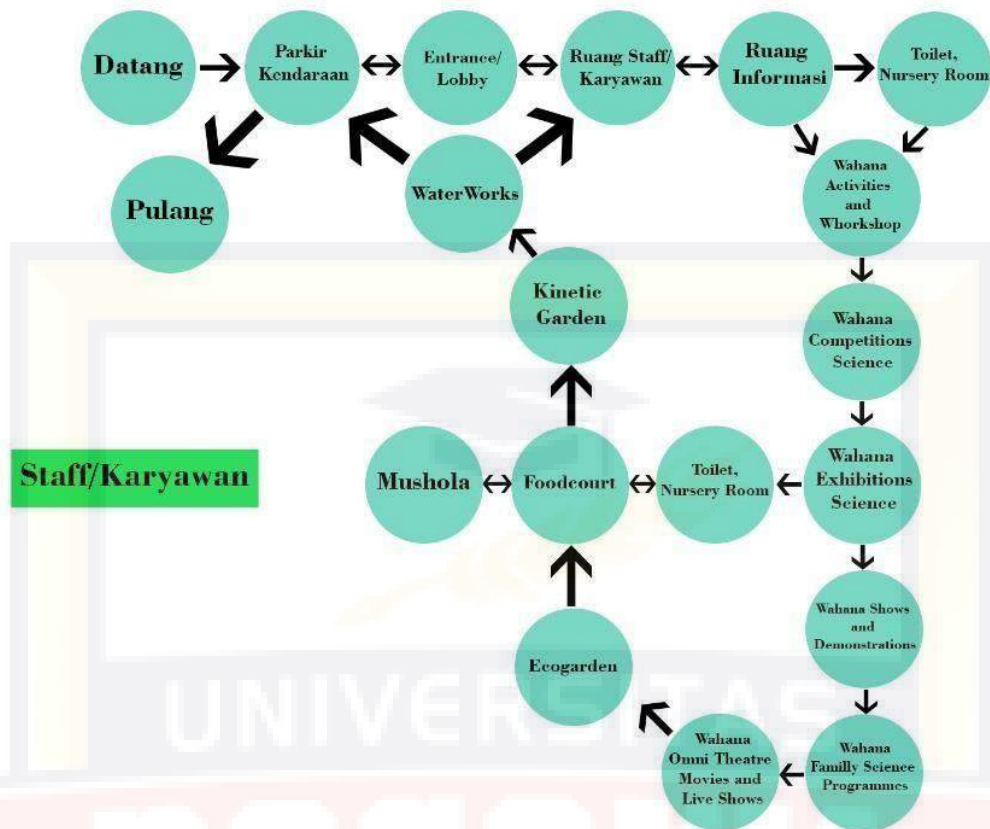 Datang
Parkir
Kendaraan
Entrance/
Lobby
Ruang Staff/
Karyawan
Ruang
Informasi
Toilet,
Nursery Room
Pulang
WaterWorks
Wahana
Activities
and
Whorkshop
Kinetic
Garden
Wahana
Competitions
Science
Staff/Karyawan
Mushola
Foodcourt
Toilet,
Nursery Room
Wahana
Exhibitions
Science
Ecogarden
Wahana Shows
and
Demonstrations
Wahana
Omni Theatre
Movies and
Live Shows
Wahana
Familly Science
Programmes
UNIVERSITAS